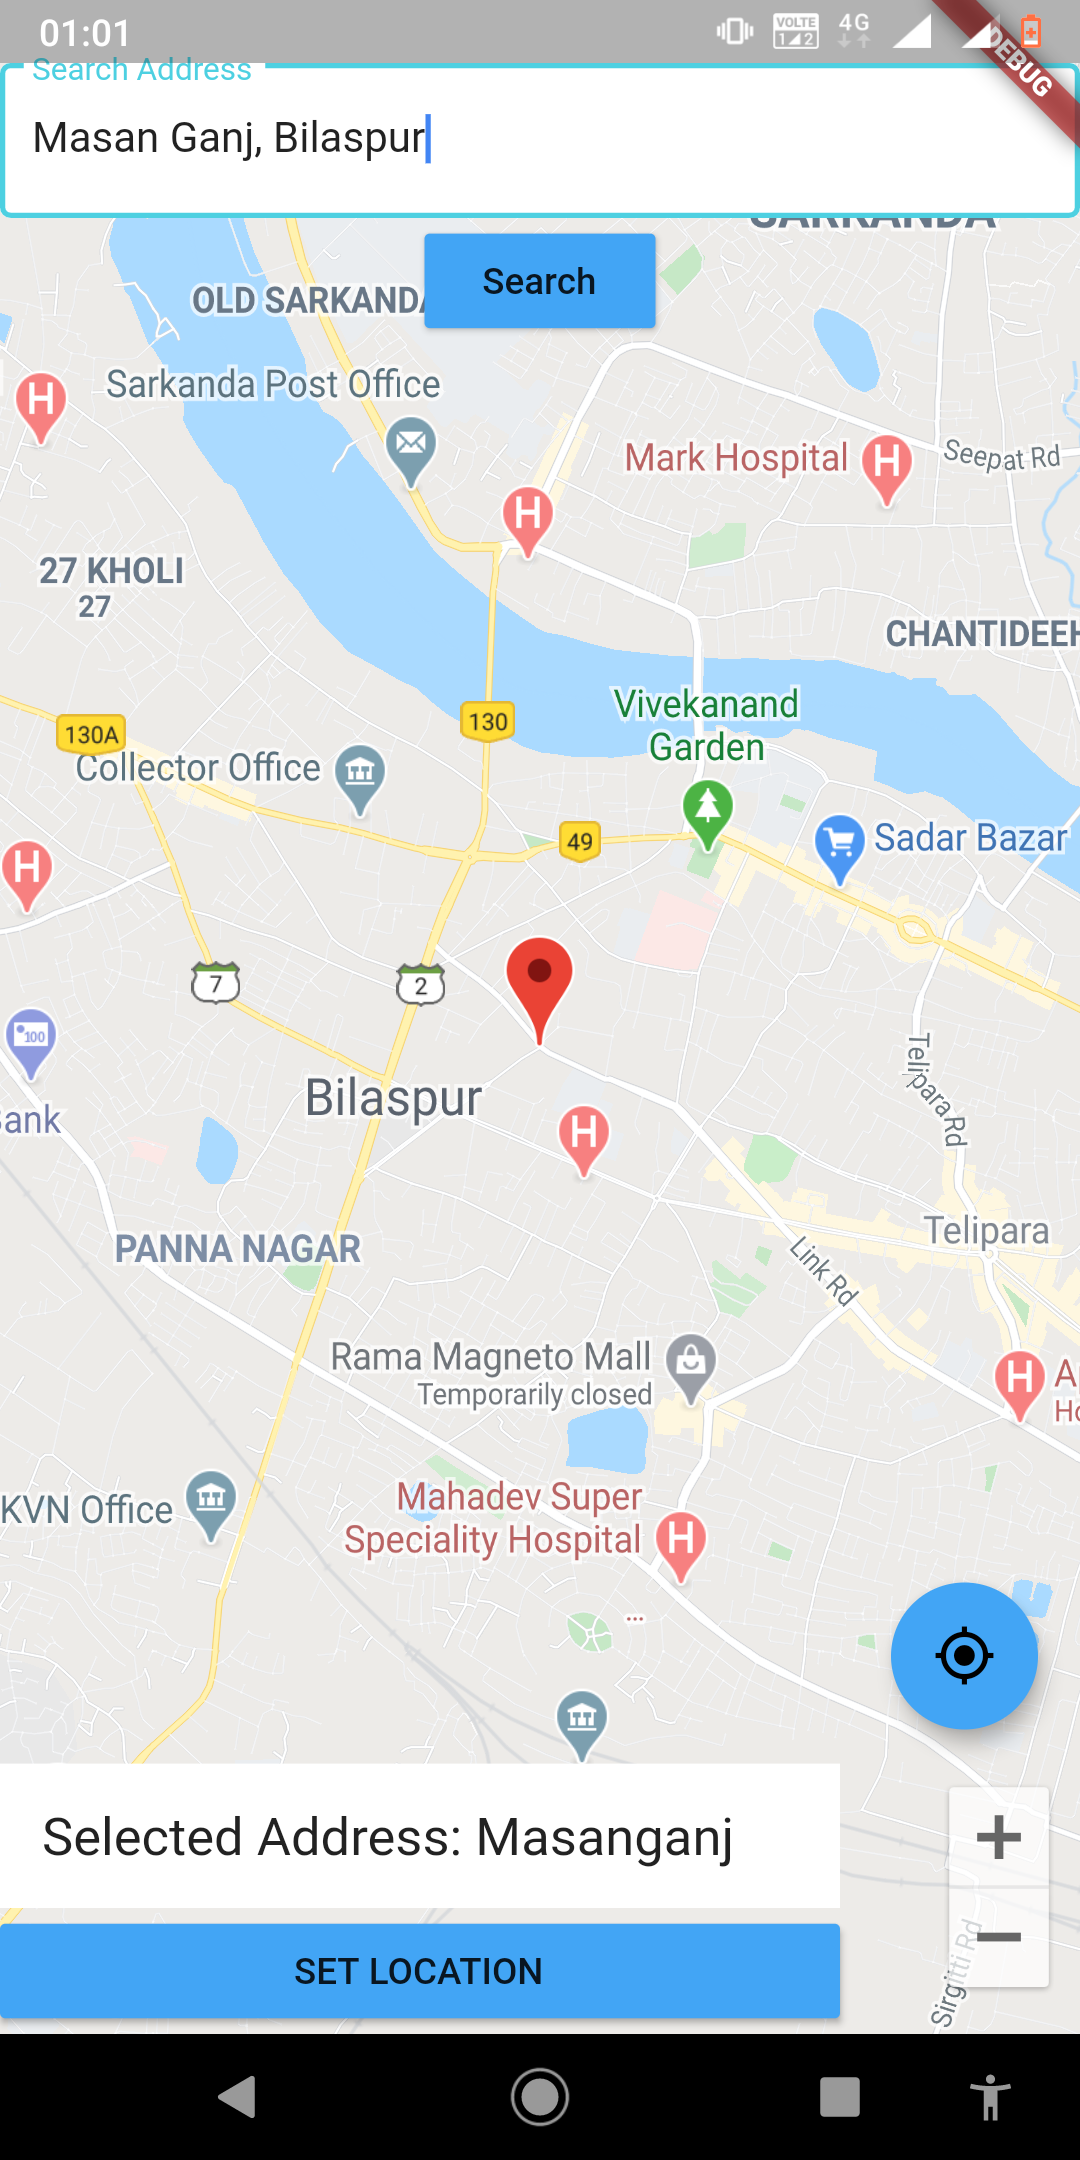 01:01
VOLTE
1 2
4G
DEBUG
Search Address
Masan Ganj, Bilaspur
SARKANDA
Search
OLD SARKANDA
Sarkanda Post Office
H
Mark Hospital
H
Seepat Rd
H
27 KHOLI
27
CHANTIDEEH
Vivekanand
Garden
130A
130
Collector Office
49
Sadar Bazar
H
7
2
100
Telipara Rd
Bilaspur
ank
H
Telipara
PANNA NAGAR
Link Rd
Rama Magneto Mall
Temporarily closed
H
A
Ho
KVN Office
Mahadev Super
Speciality Hospital
H
Selected Address: Masanganj
+
−
SET LOCATION
Sirgitti Rd